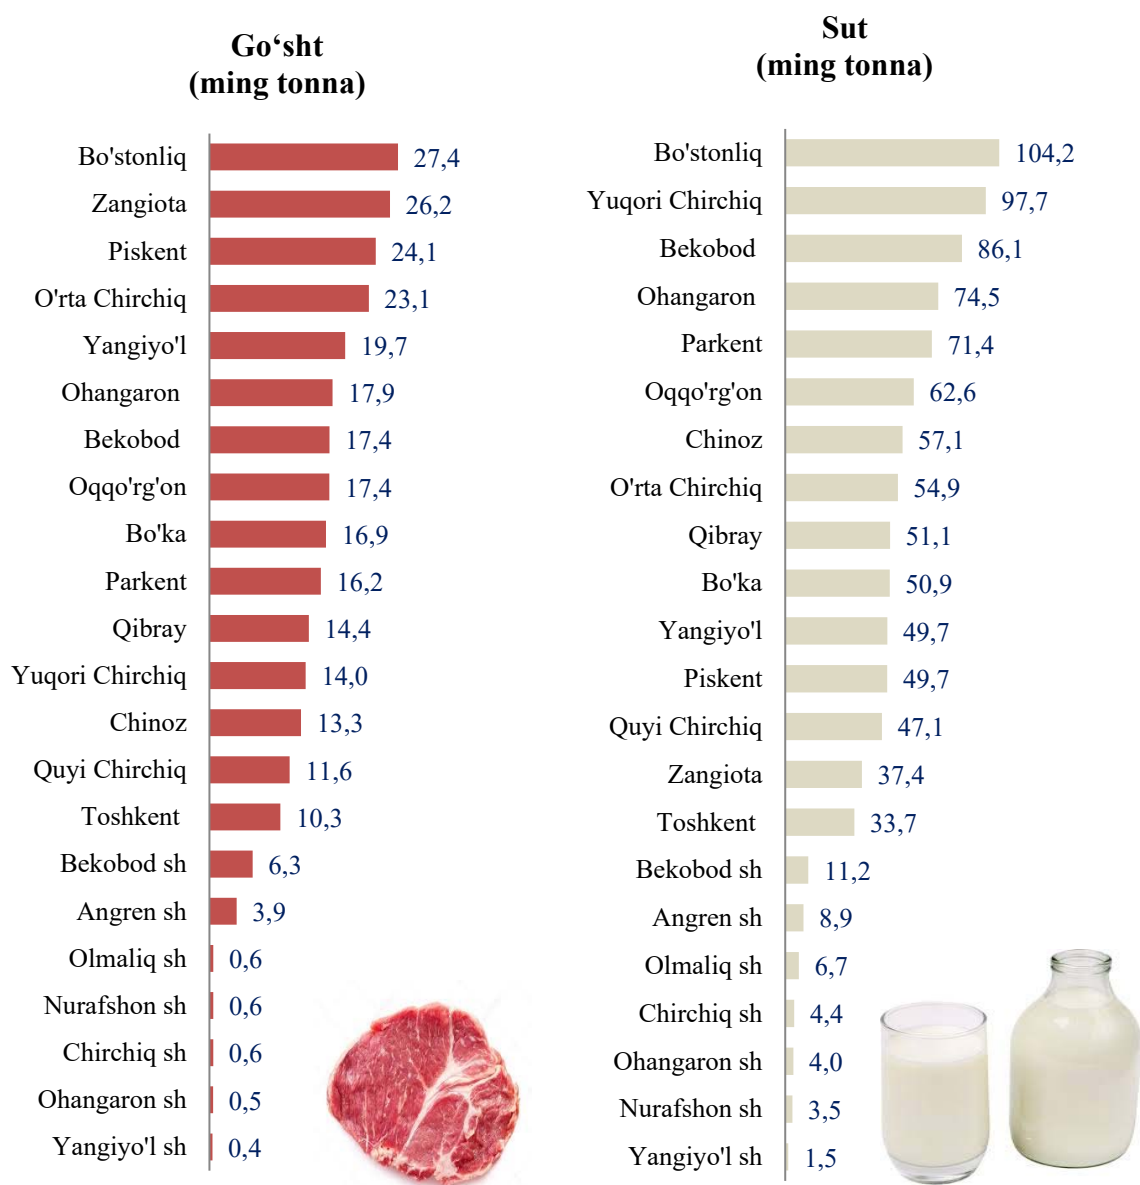 Go‘sht
(ming tonna)
Bo'stonliq 27,4
Zangiota 26,2
Piskent 24,1
O'rta Chirchiq 23,1
Yangiyo'l 19,7
Ohangaron 17,9
Bekobod 17,4
Oqqo'rg'on 17,4
Bo'ka 16,9
Parkent 16,2
Qibray 14,4
Yuqori Chirchiq 14,0
Chinoz 13,3
Quyi Chirchiq 11,6
Toshkent 10,3
Bekobod sh 6,3
Angren sh 3,9
Olmaliq sh 0,6
Nurafshon sh 0,6
Chirchiq sh 0,6
Ohangaron sh 0,5
Yangiyo'l sh 0,4
Sut
(ming tonna)
Bo'stonliq 104,2
Yuqori Chirchiq 97,7
Bekobod 86,1
Ohangaron 74,5
Parkent 71,4
Oqqo'rg'on 62,6
Chinoz 57,1
O'rta Chirchiq 54,9
Qibray 51,1
Bo'ka 50,9
Yangiyo'l 49,7
Piskent 49,7
Quyi Chirchiq 47,1
Zangiota 37,4
Toshkent 33,7
Bekobod sh 11,2
Angren sh 8,9
Olmaliq sh 6,7
Chirchiq sh 4,4
Ohangaron sh 4,0
Nurafshon sh 3,5
Yangiyo'l sh 1,5